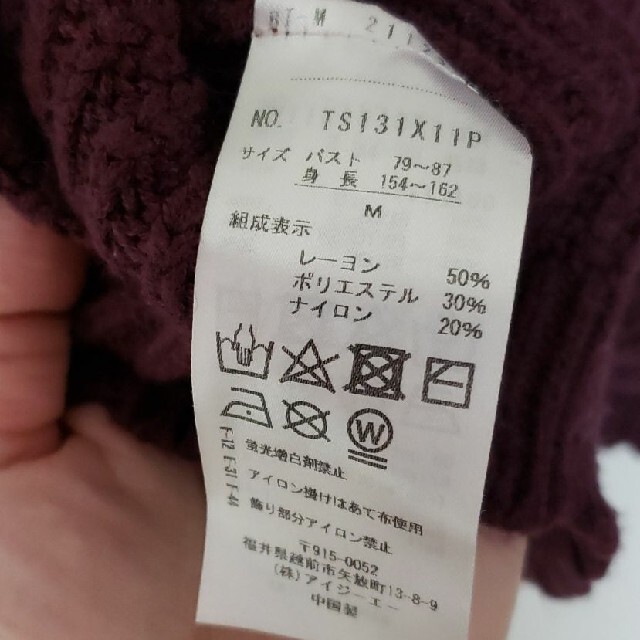 M 211
NO. TS131X11P
サイズ バスト 79~87
身長 154~162
M
組成表示
レーヨン 50%
ポリエステル 30%
ナイロン 20%
W
蛍光増白剤禁止
アイロン掛けはあて布使用
飾り部分アイロン禁止
〒915-0052
福井県越前市矢放町13-8-9
(株)アイジーエー
中国製